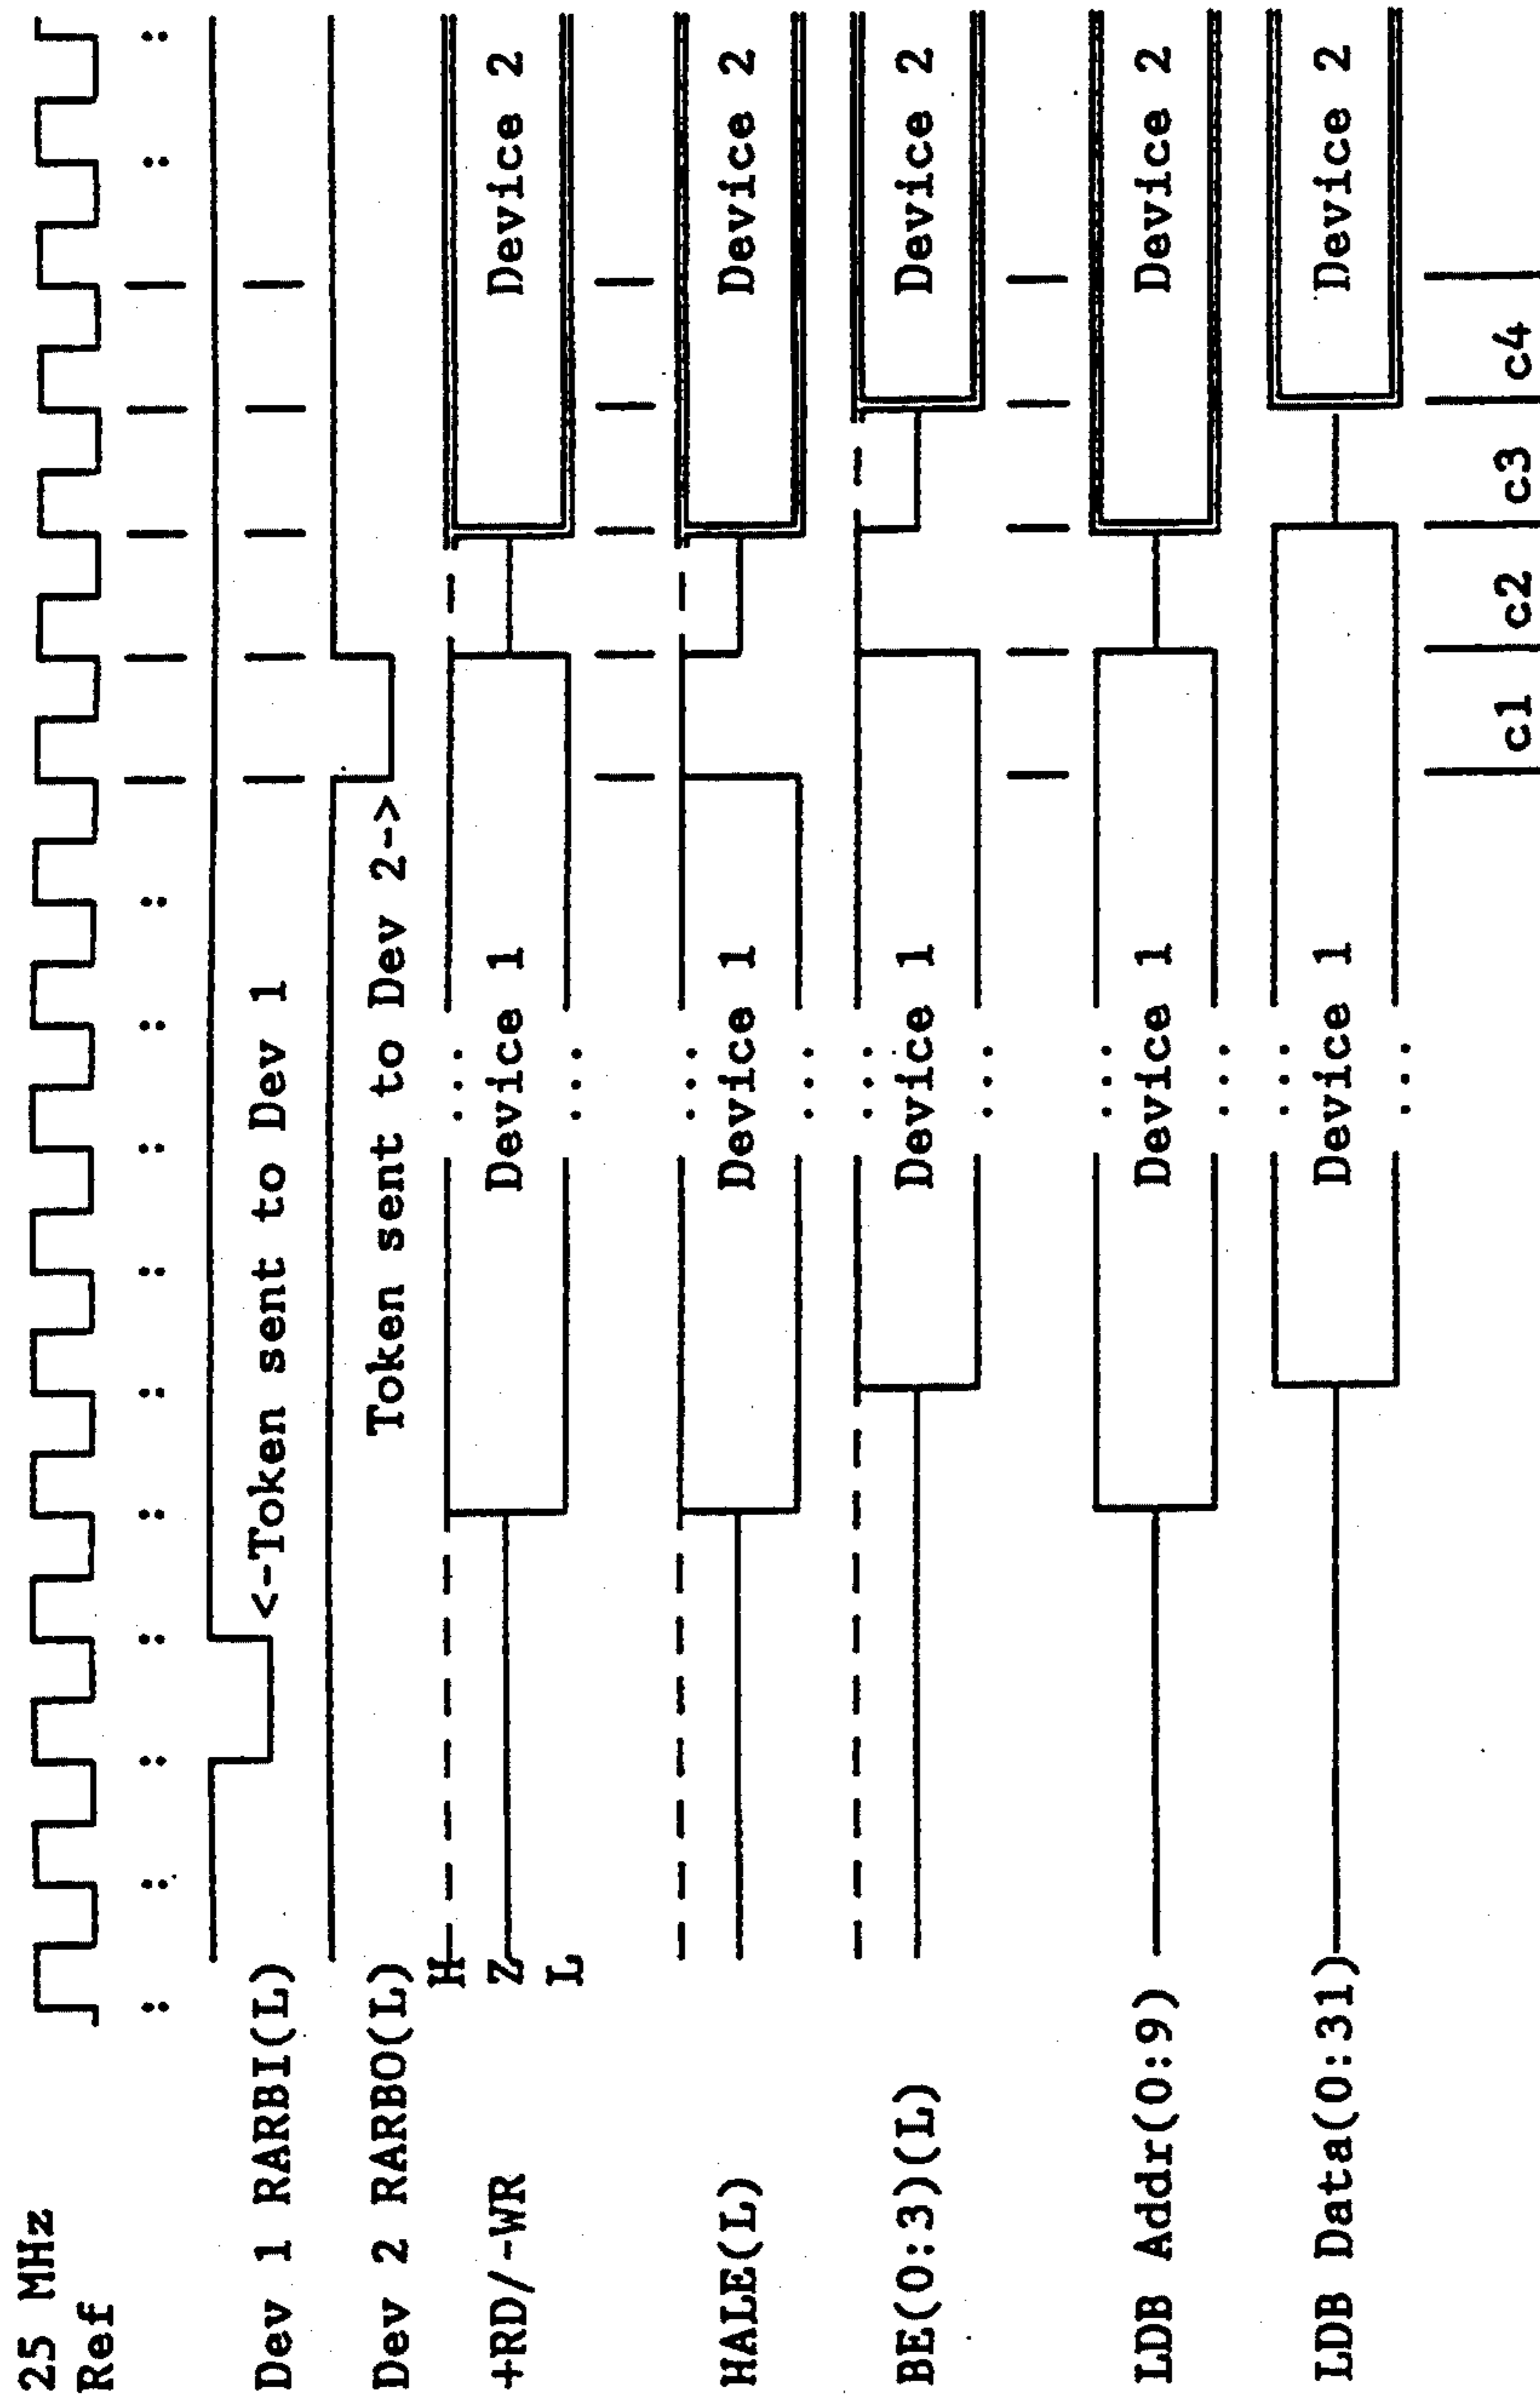 25 MHz
Ref
Dev 1 RARBI(L)
<-Token sent to Dev 1
Dev 2 RARBO(L)
Token sent to Dev 2->
H
Z
L
+RD/-WR
Device 1
Device 2
HALE(L)
Device 1
Device 2
BE(0:3)(L)
Device 1
Device 2
LDB Addr(0:9)
Device 1
Device 2
LDB Data(0:31)
Device 1
Device 2
c1
c2
c3
c4